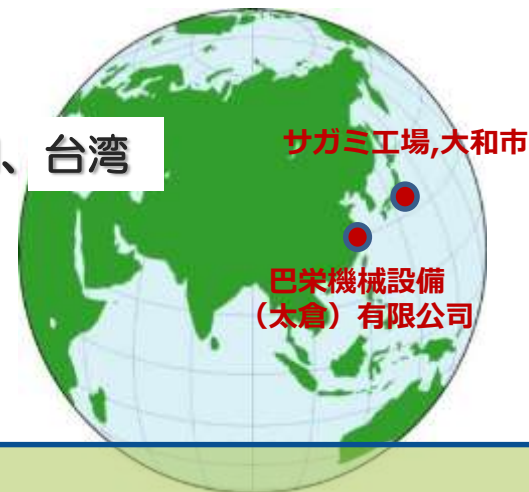 、台湾
サガミ工場,大和市
巴栄機械設備
（太倉）有限公司